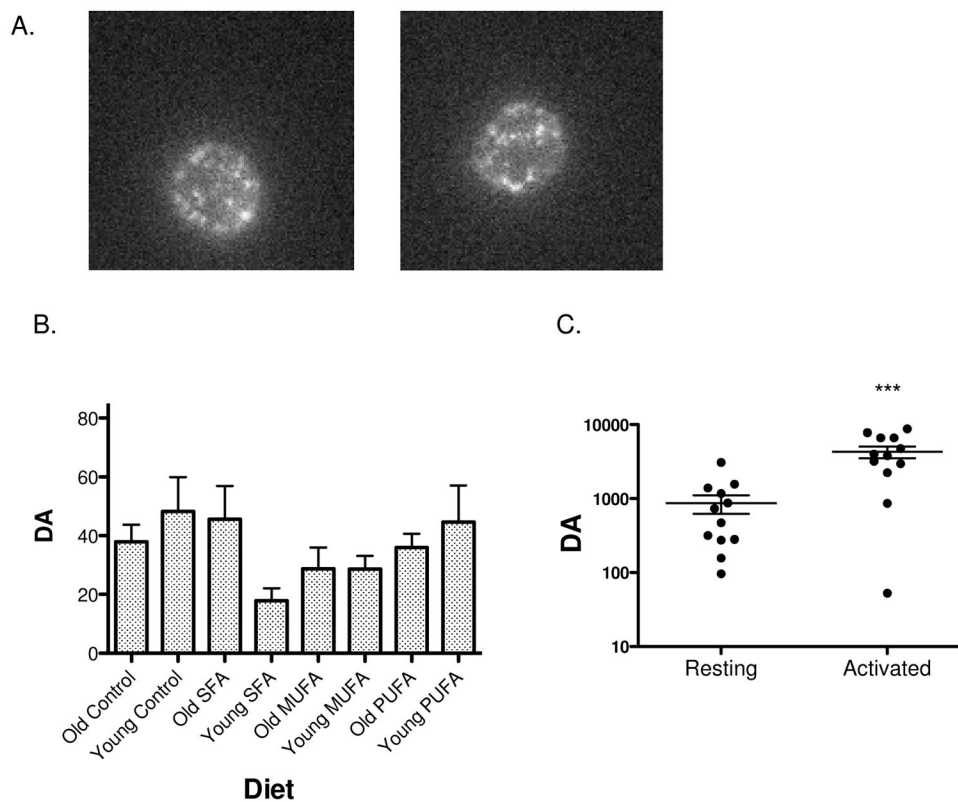 A.
B.
DA
80
60
40
20
0
Old Control
Young Control
Old SFA
Young SFA
Old MUFA
Young MUFA
Old PUFA
Young PUFA
Diet
C.
***
DA
10000
1000
100
10
Resting
Activated